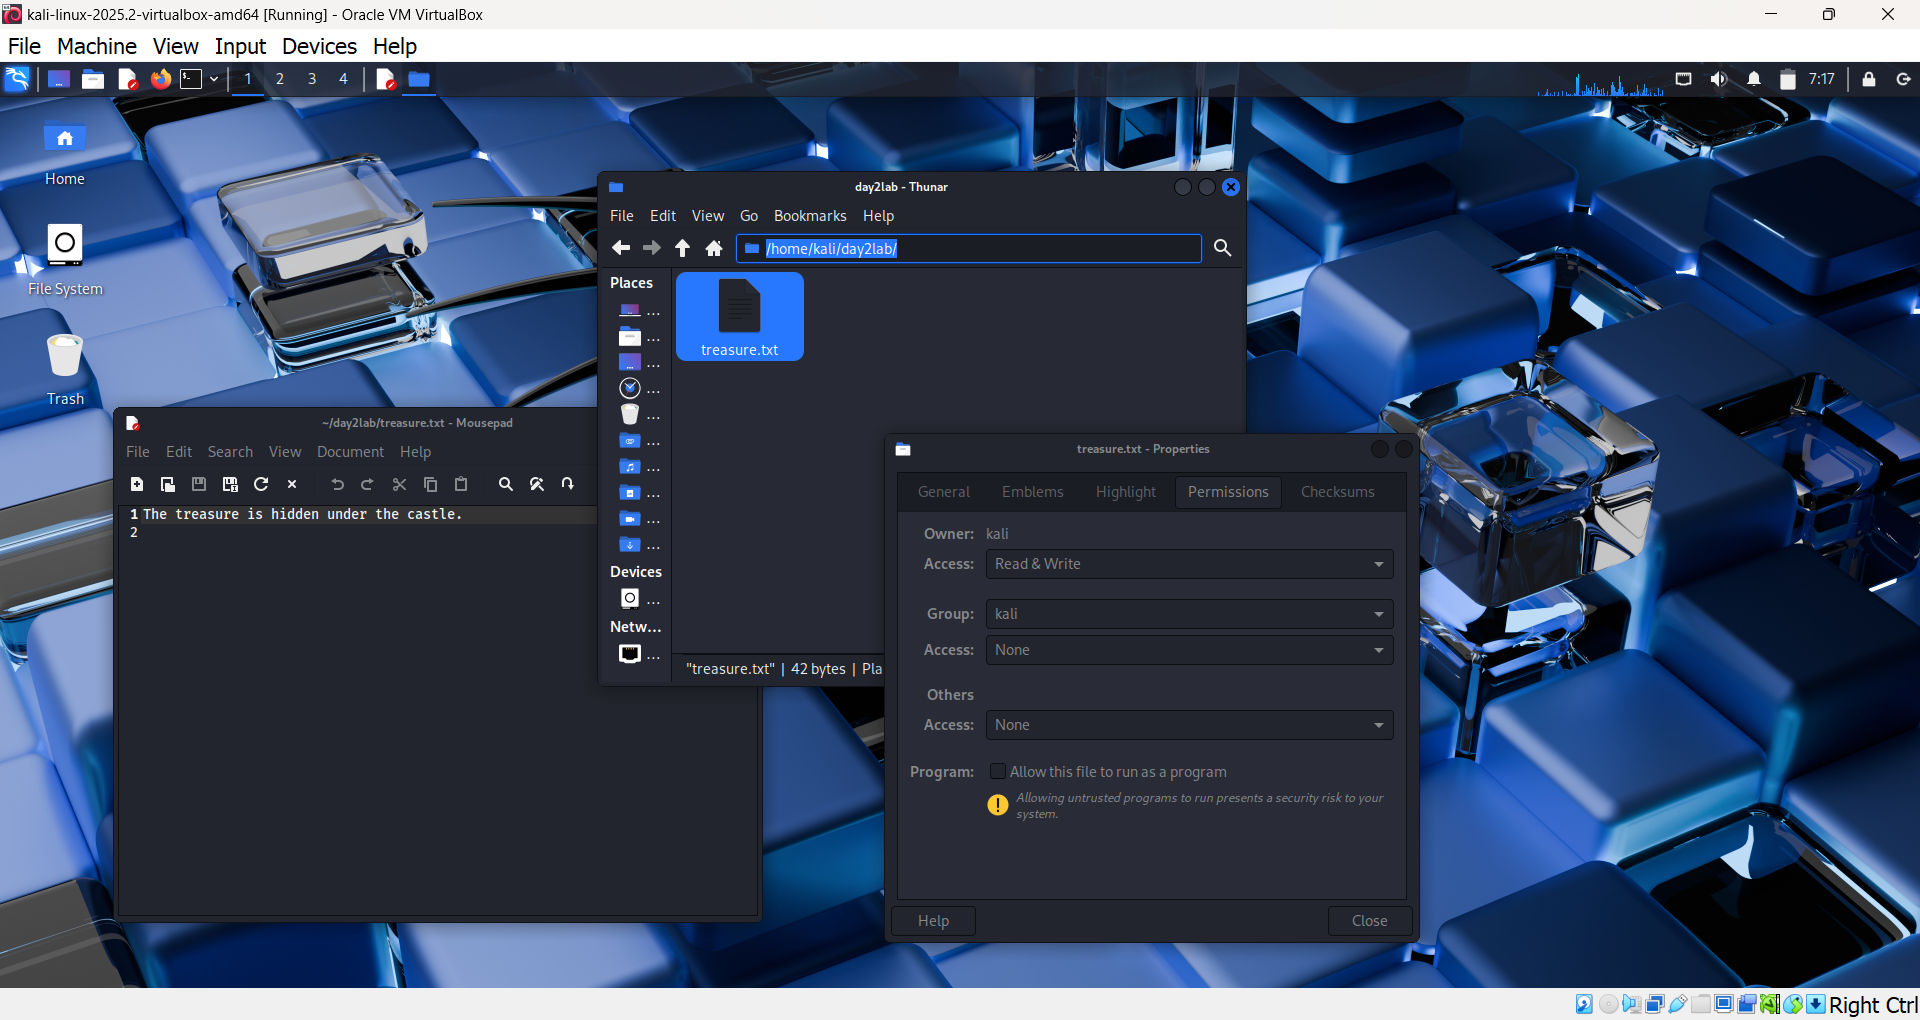 kali-linux-2025.2-virtualbox-amd64 [Running] - Oracle VM VirtualBox
File Machine View Input Devices Help
1 2 3 4
7:17
Home
File System
Trash
day2lab - Thunar
File Edit View Go Bookmarks Help
/home/kali/day2lab/
Places
...
...
...
...
...
...
...
...
...
...
Devices
...
Netw...
...
treasure.txt
"treasure.txt" | 42 bytes | Pla
~/day2lab/treasure.txt - Mousepad
File Edit Search View Document Help
1 The treasure is hidden under the castle.
2
treasure.txt - Properties
General Emblems Highlight Permissions Checksums
Owner: kali
Access: Read & Write
Group: kali
Access: None
Others
Access: None
Program: Allow this file to run as a program
Allowing untrusted programs to run presents a security risk to your
system.
Help Close
Right Ctrl